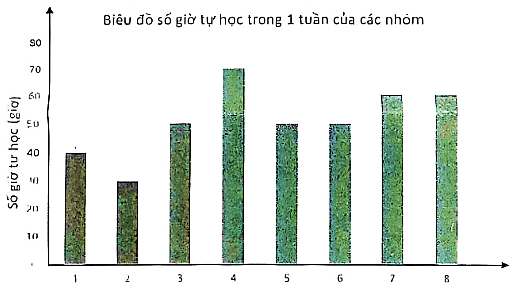 Biểu đồ số giờ tự học trong 1 tuần của các nhóm
Số giờ tự học (giờ)
80
70
60
50
40
30
20
10
1 2 3 4 5 6 7 8